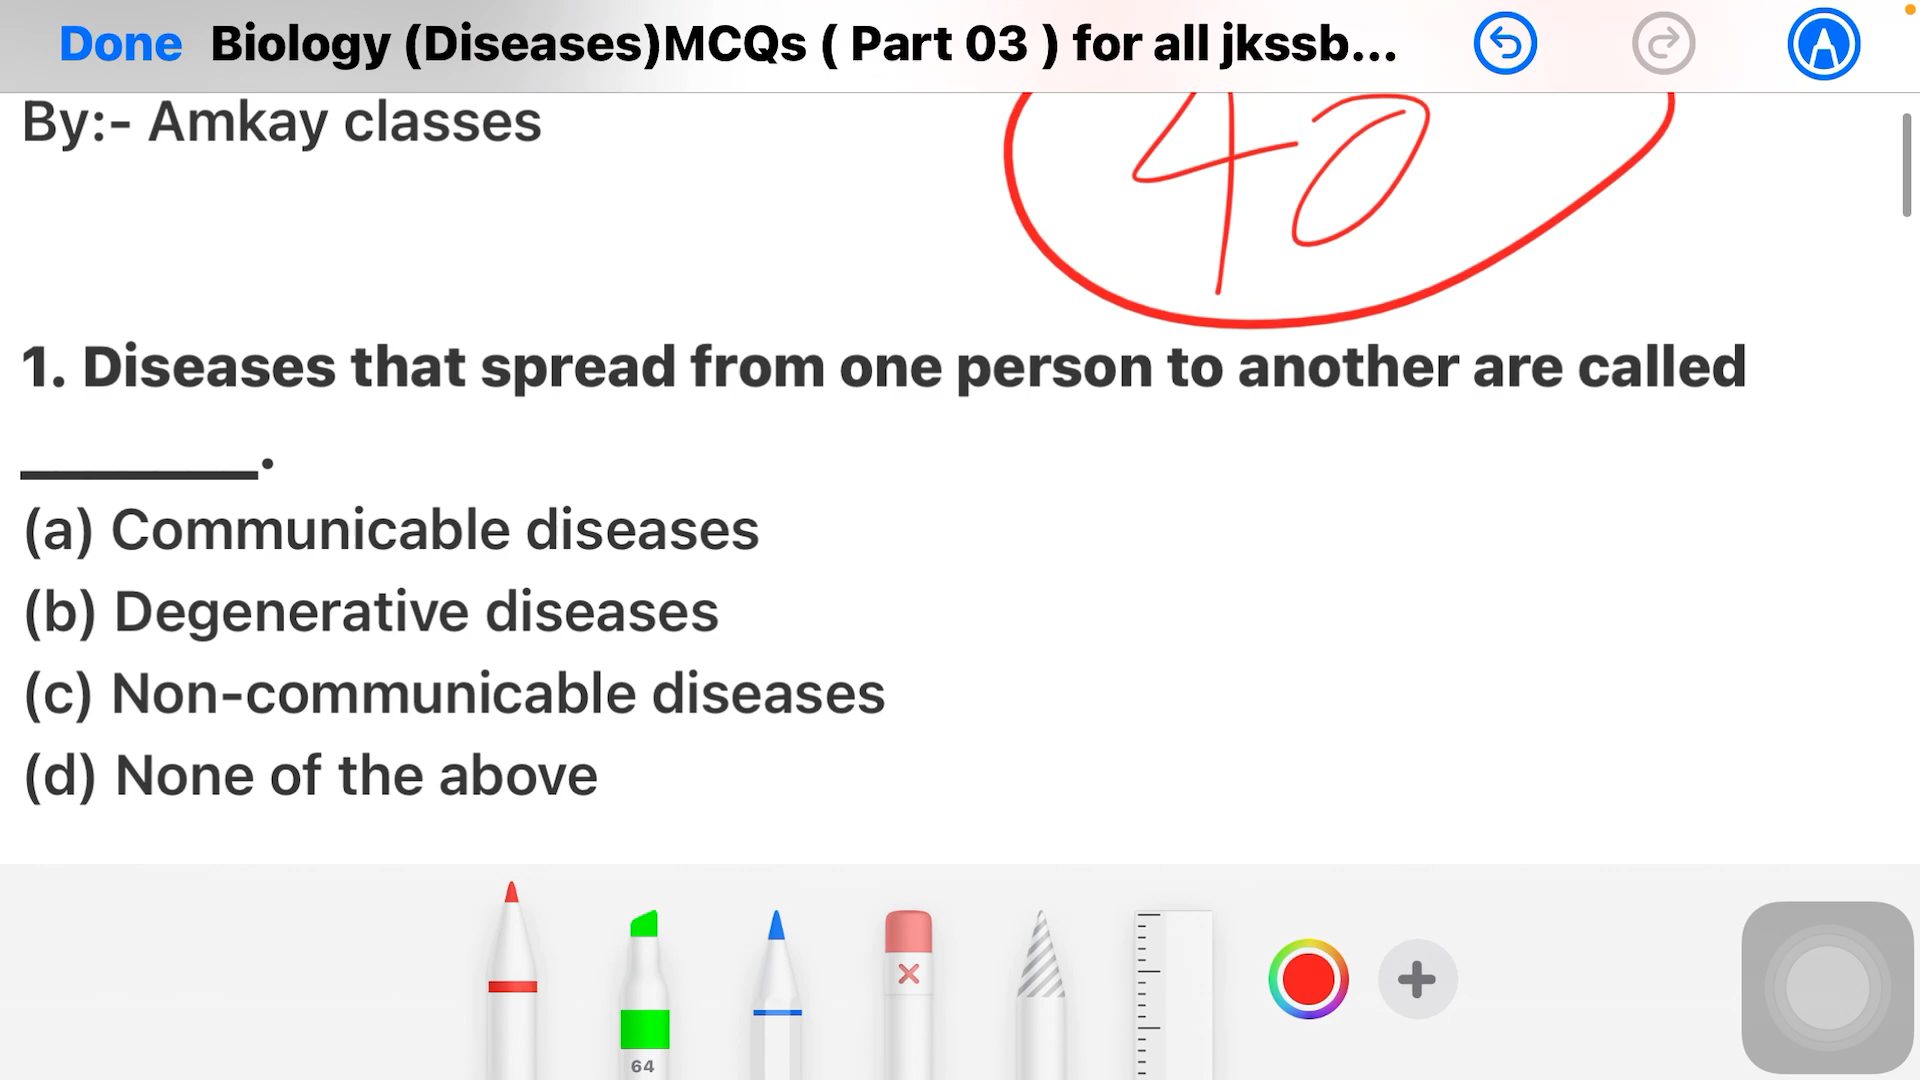 Done Biology (Diseases)MCQs ( Part 03 ) for all jkssb...
By:- Amkay classes
40
1. Diseases that spread from one person to another are called
________.
(a) Communicable diseases
(b) Degenerative diseases
(c) Non-communicable diseases
(d) None of the above
64